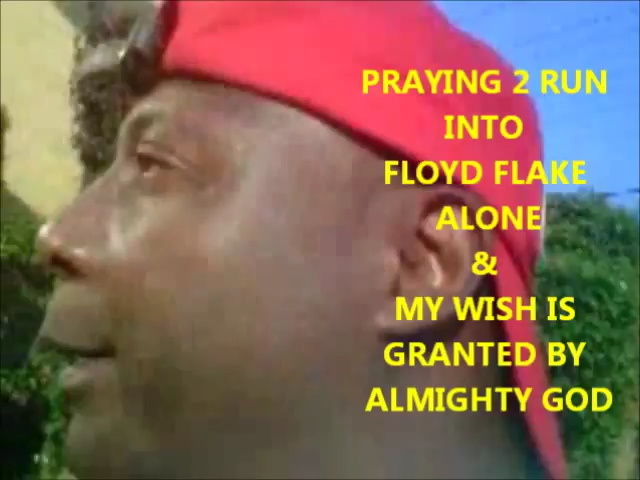 PRAYING 2 RUN
INTO
FLOYD FLAKE
ALONE
&
MY WISH IS
GRANTED BY
ALMIGHTY GOD